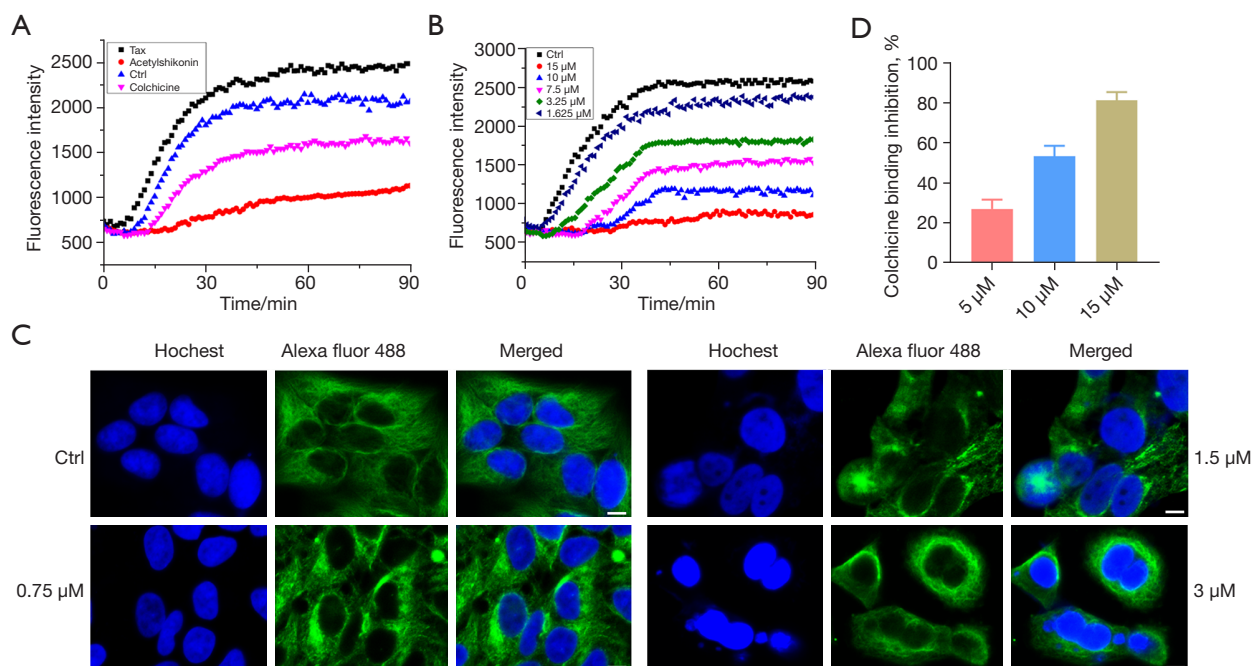 A
Tax
Acetylshikonin
Ctrl
Colchicine
2500
2000
1500
1000
500
Fluorescence intensity
0 30 60 90
Time/min
B
Ctrl
15 μM
10 μM
7.5 μM
3.25 μM
1.625 μM
3000
2500
2000
1500
1000
500
Fluorescence intensity
0 30 60 90
Time/min
D
100
80
60
40
20
0
Colchicine binding inhibition, %
5 μM
10 μM
15 μM
C
Hochest Alexa fluor 488 Merged Hochest Alexa fluor 488 Merged
Ctrl
1.5 μM
0.75 μM
3 μM